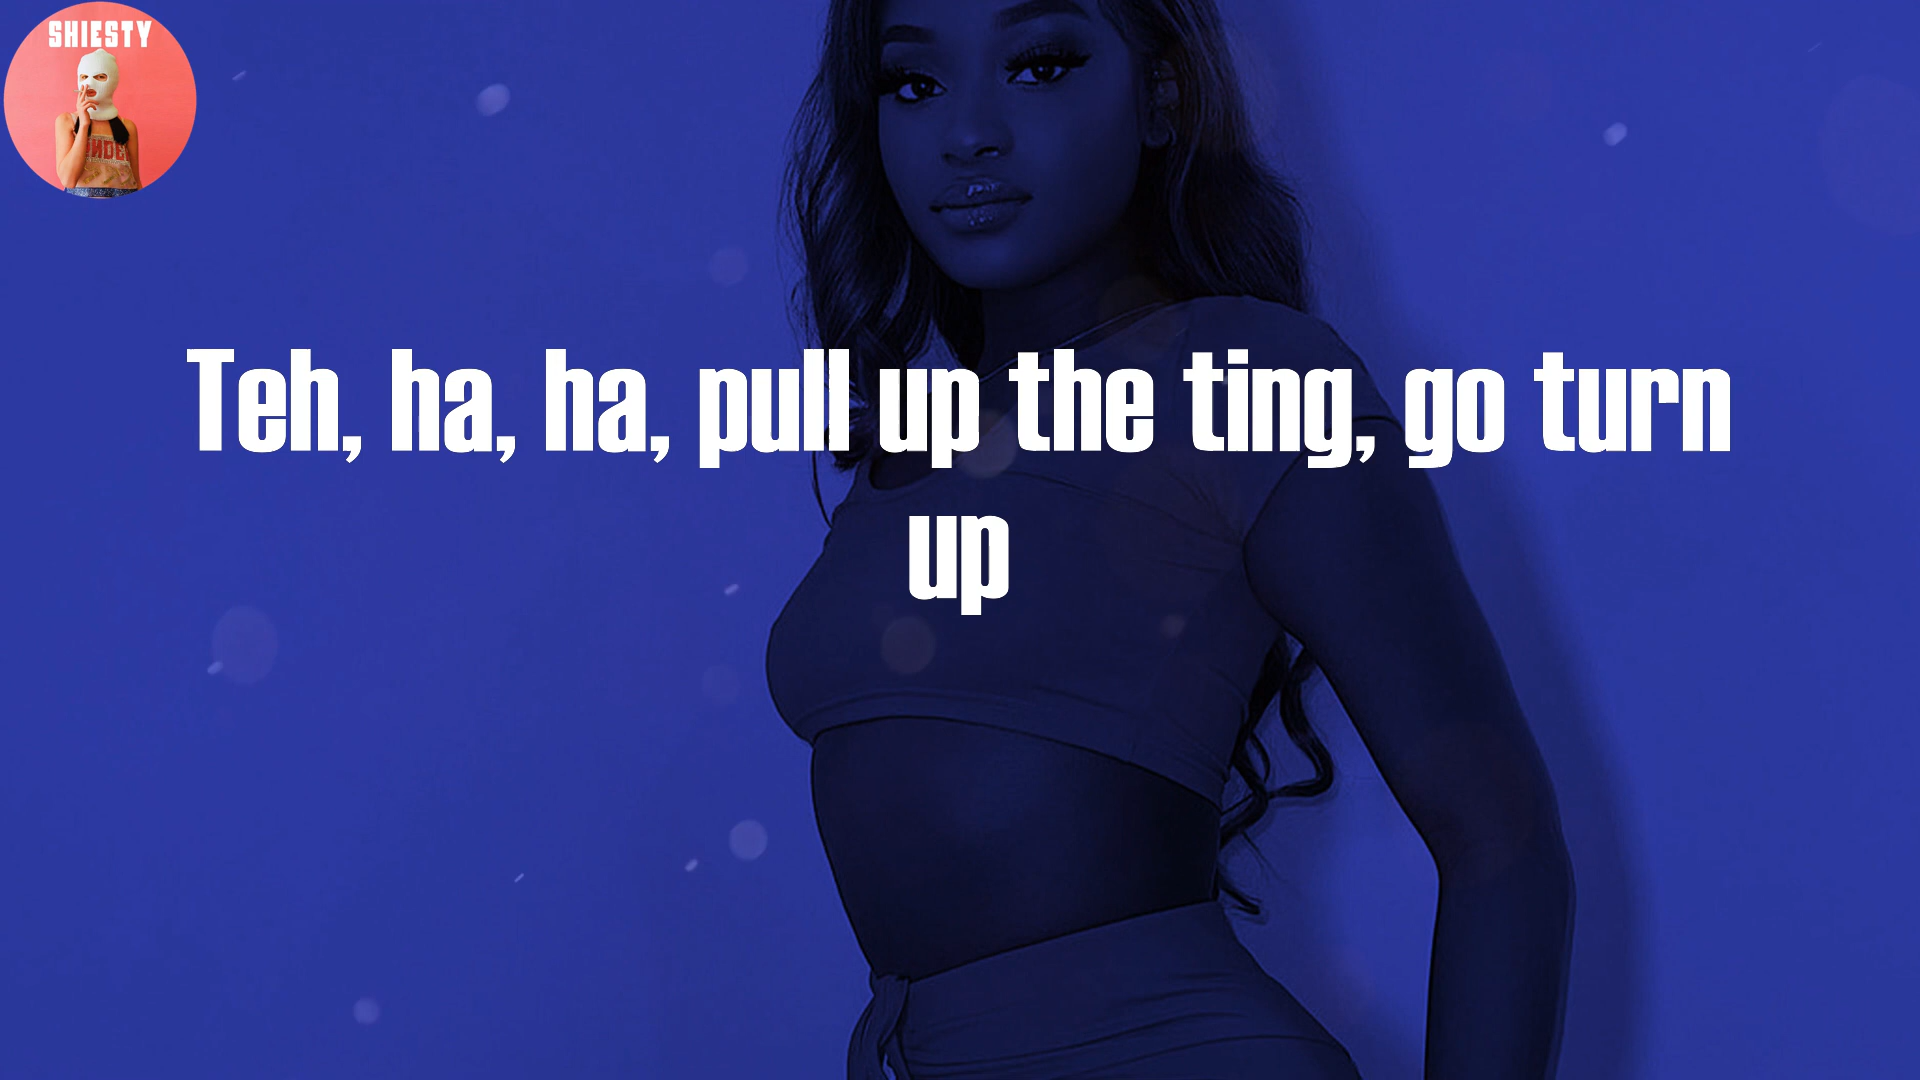 SHIESTY
Teh, ha, ha, pull up the ting, go turn
up